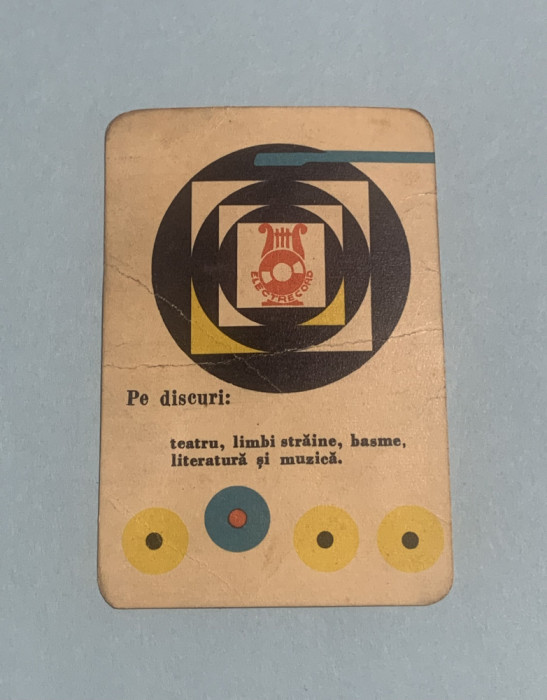 ELECTRECORD
Pe discuri:
teatru, limbi străine, basme,
literatură și muzică.